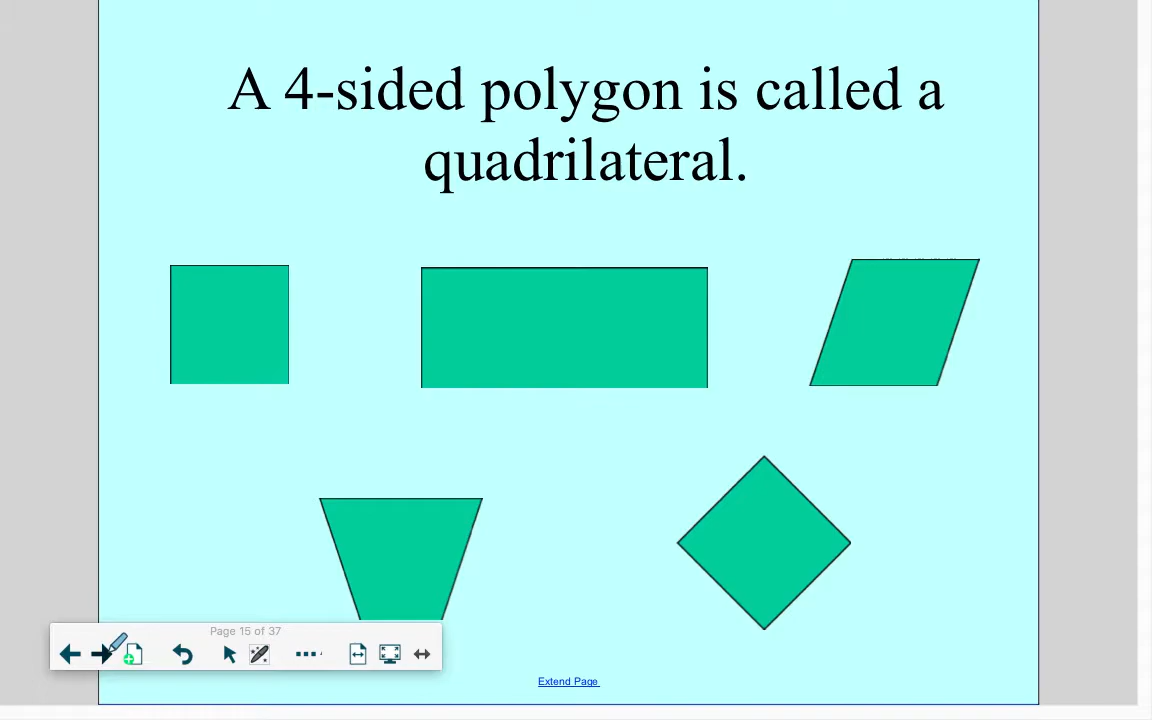 A 4-sided polygon is called a
quadrilateral.
Page 15 of 37
Extend Page